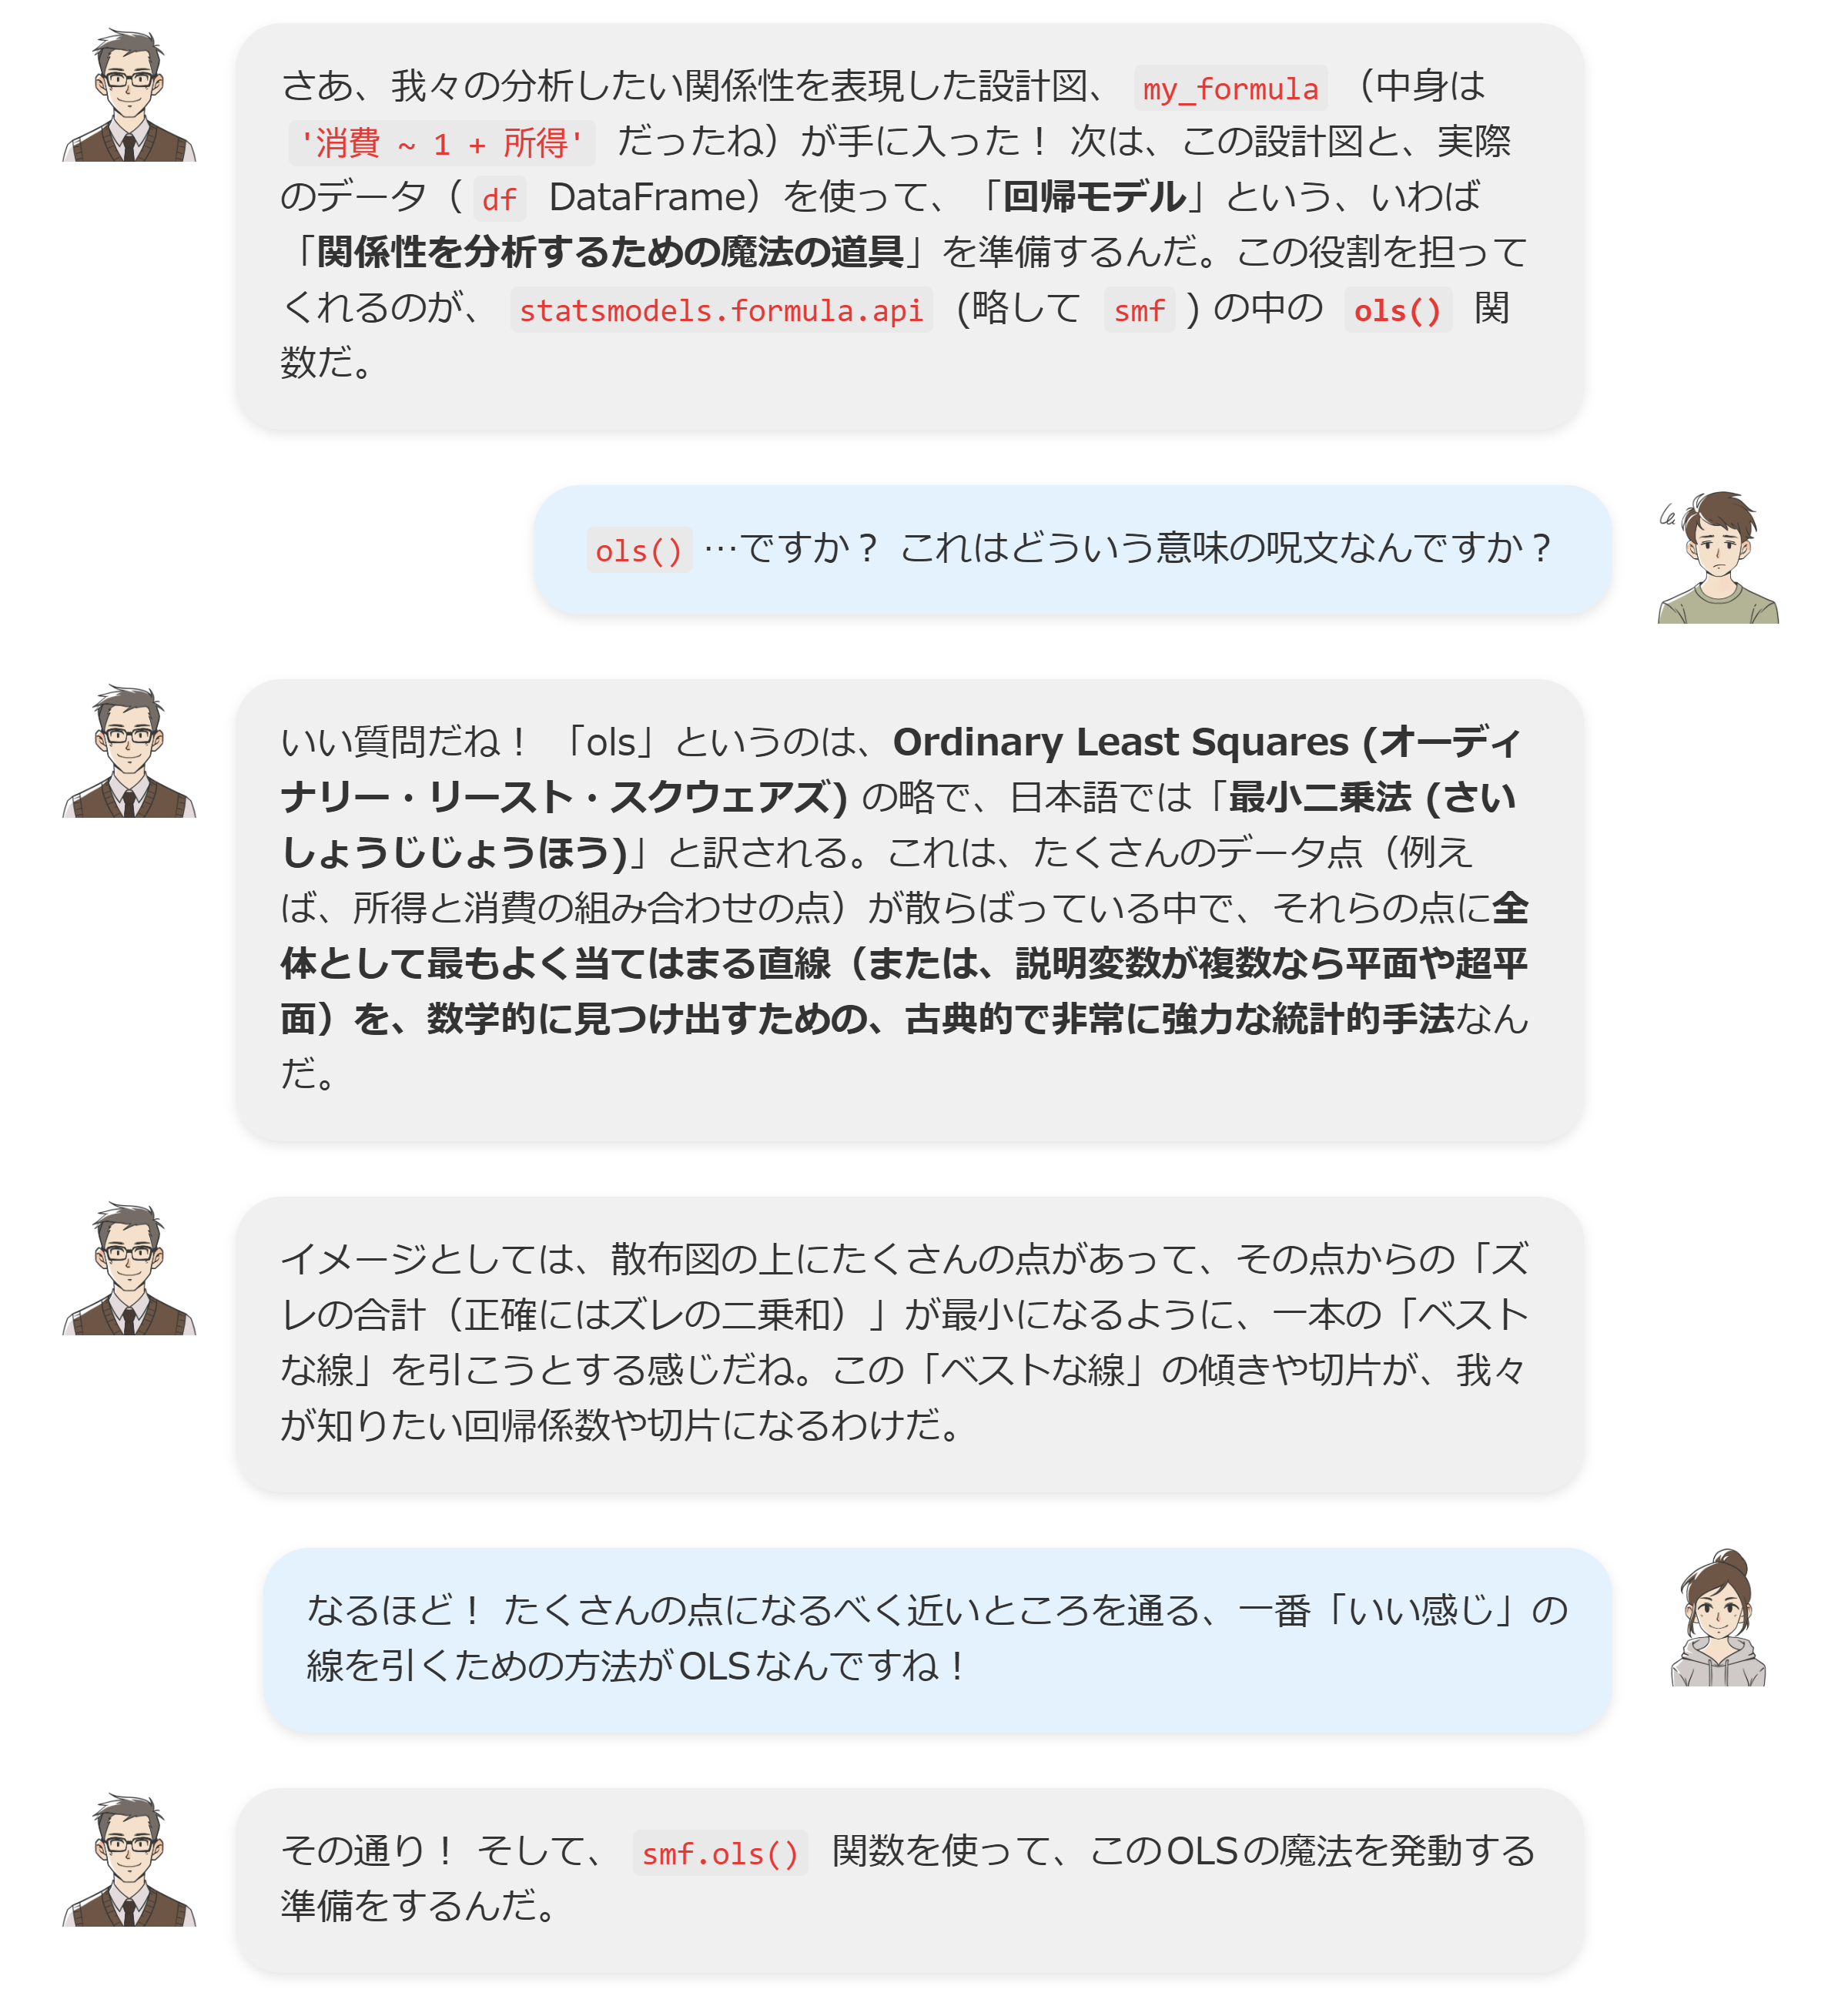 さあ、我々の分析したい関係性を表現した設計図、 my_formula （中身は
'消費 ~ 1 + 所得' だったね）が手に入った！ 次は、この設計図と、実際
のデータ（ df DataFrame）を使って、「回帰モデル」という、いわば
「関係性を分析するための魔法の道具」を準備するんだ。この役割を担って
くれるのが、 statsmodels.formula.api (略して smf ) の中の ols() 関
数だ。
ols() …ですか？ これはどういう意味の呪文なんですか？
いい質問だね！ 「ols」というのは、Ordinary Least Squares (オーディ
ナリー・リースト・スクウェアズ) の略で、日本語では「最小二乗法 (さい
しょうじじょうほう)」と訳される。これは、たくさんのデータ点（例え
ば、所得と消費の組み合わせの点）が散らばっている中で、それらの点に全
体として最もよく当てはまる直線（または、説明変数が複数なら平面や超平
面）を、数学的に見つけ出すための、古典的で非常に強力な統計的手法なん
だ。
イメージとしては、散布図の上にたくさんの点があって、その点からの「ズ
レの合計（正確にはズレの二乗和）」が最小になるように、一本の「ベスト
な線」を引こうとする感じだね。この「ベストな線」の傾きや切片が、我々
が知りたい回帰係数や切片になるわけだ。
なるほど！ たくさんの点になるべく近いところを通る、一番「いい感じ」の
線を引くための方法がOLSなんですね！
その通り！ そして、 smf.ols() 関数を使って、このOLSの魔法を発動する
準備をするんだ。